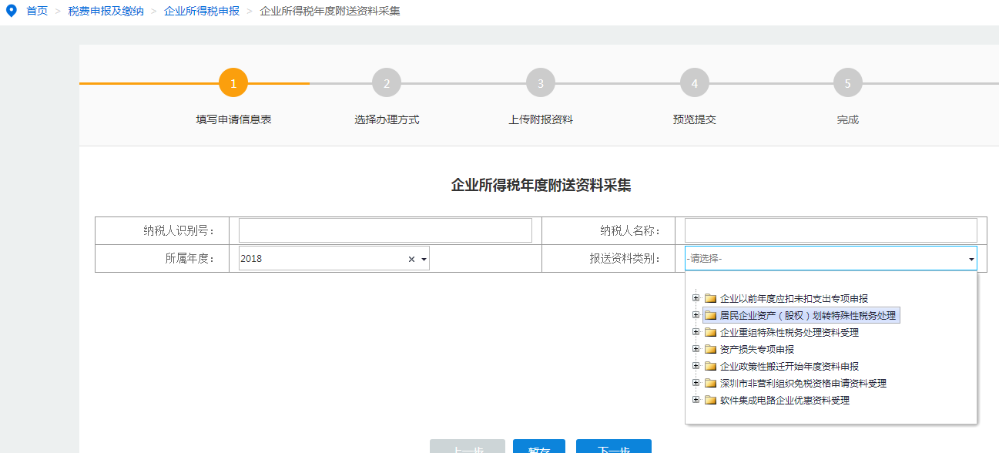 首页 > 税费申报及缴纳 > 企业所得税申报 > 企业所得税年度附送资料采集
1 2 3 4 5
填写申请信息表 选择办理方式 上传附报资料 预览提交 完成
企业所得税年度附送资料采集
纳税人识别号： 纳税人名称：
所属年度： 2018 报送资料类别： -请选择-
企业以前年度应扣未扣支出专项申报
居民企业资产（股权）划转特殊性税务处理
企业重组特殊性税务处理资料受理
资产损失专项申报
企业政策性搬迁开始年度资料申报
深圳市非营利组织免税资格申请资料受理
软件集成电路企业优惠资料受理
上一步 暂存 下一步